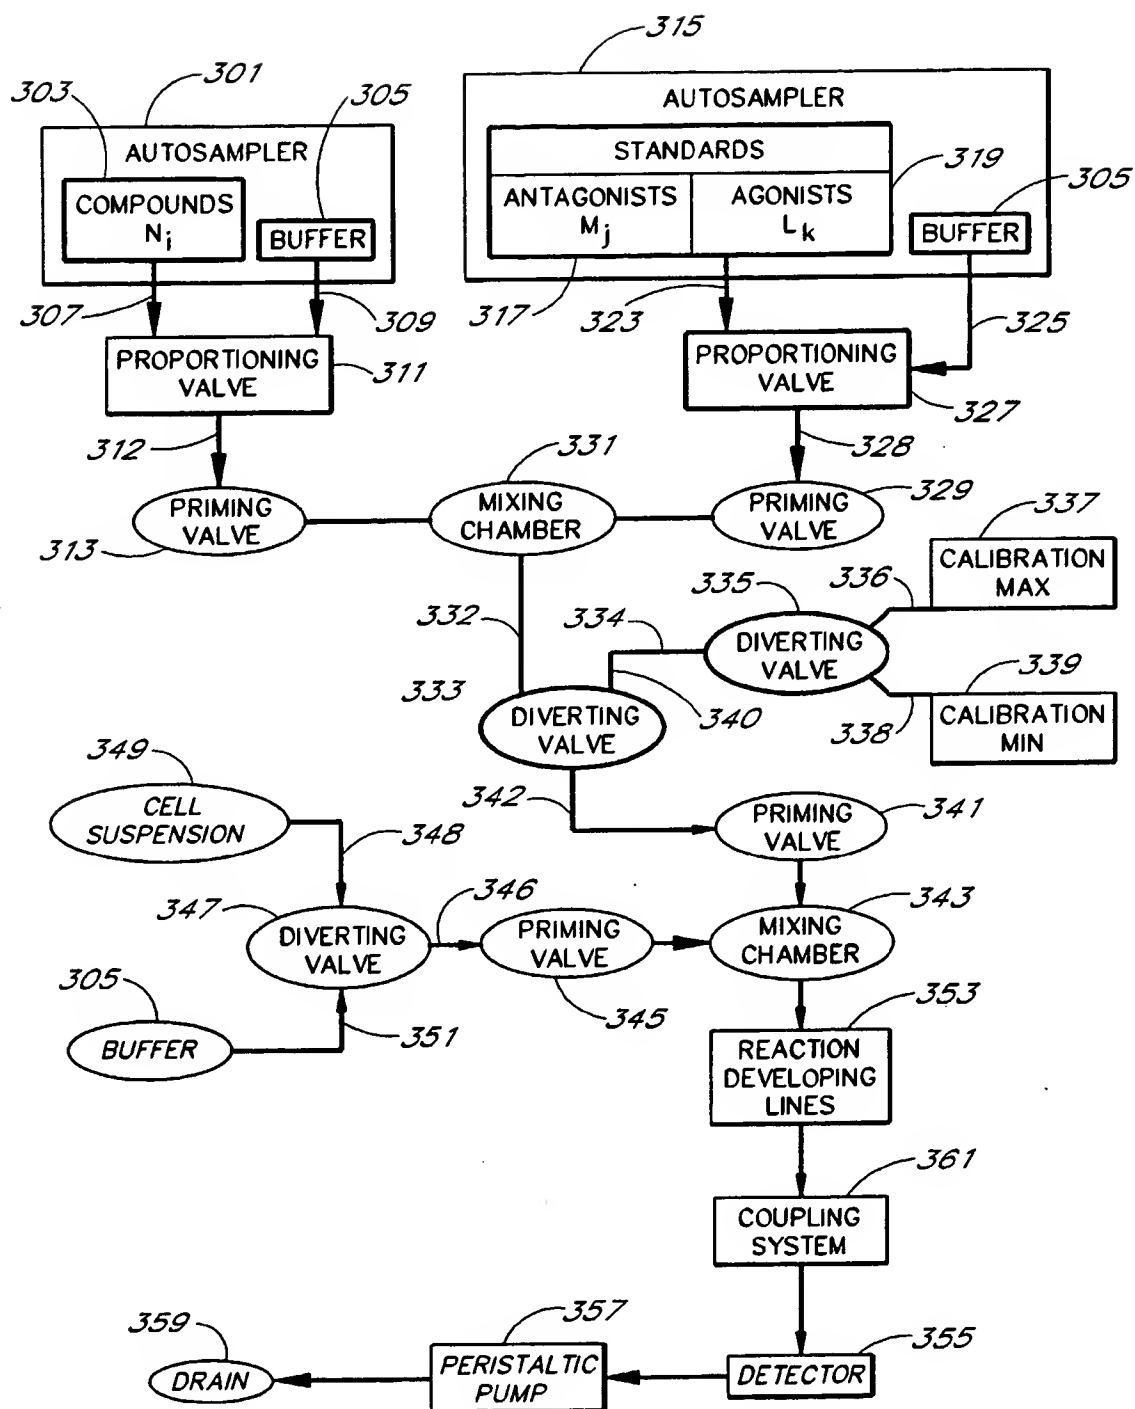 315
301
303
305
AUTOSAMPLER
AUTOSAMPLER
STANDARDS
319
305
COMPOUNDS
Ni
BUFFER
ANTAGONISTS
Mj
AGONISTS
Lk
BUFFER
307
309
317
323
325
PROPORTIONING
VALVE
311
PROPORTIONING
VALVE
327
312
331
328
329
PRIMING
VALVE
MIXING
CHAMBER
PRIMING
VALVE
313
337
335
336
CALIBRATION
MAX
332
334
DIVERTING
VALVE
339
333
340
338
CALIBRATION
MIN
DIVERTING
VALVE
349
342
341
CELL
SUSPENSION
PRIMING
VALVE
348
347
346
343
DIVERTING
VALVE
PRIMING
VALVE
MIXING
CHAMBER
305
351
345
353
BUFFER
REACTION
DEVELOPING
LINES
361
COUPLING
SYSTEM
359
357
355
DRAIN
PERISTALTIC
PUMP
DETECTOR